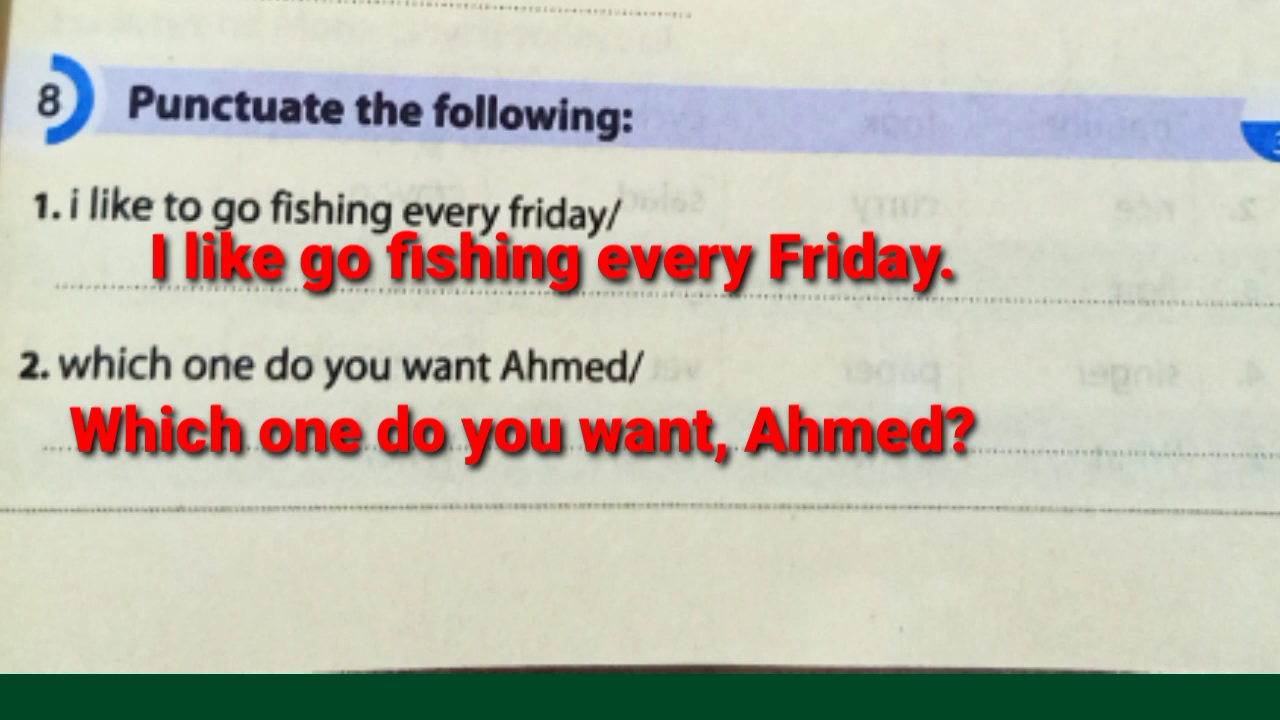 8 Punctuate the following:
1. i like to go fishing every friday/
I like go fishing every Friday.
2. which one do you want Ahmed/
Which one do you want, Ahmed?